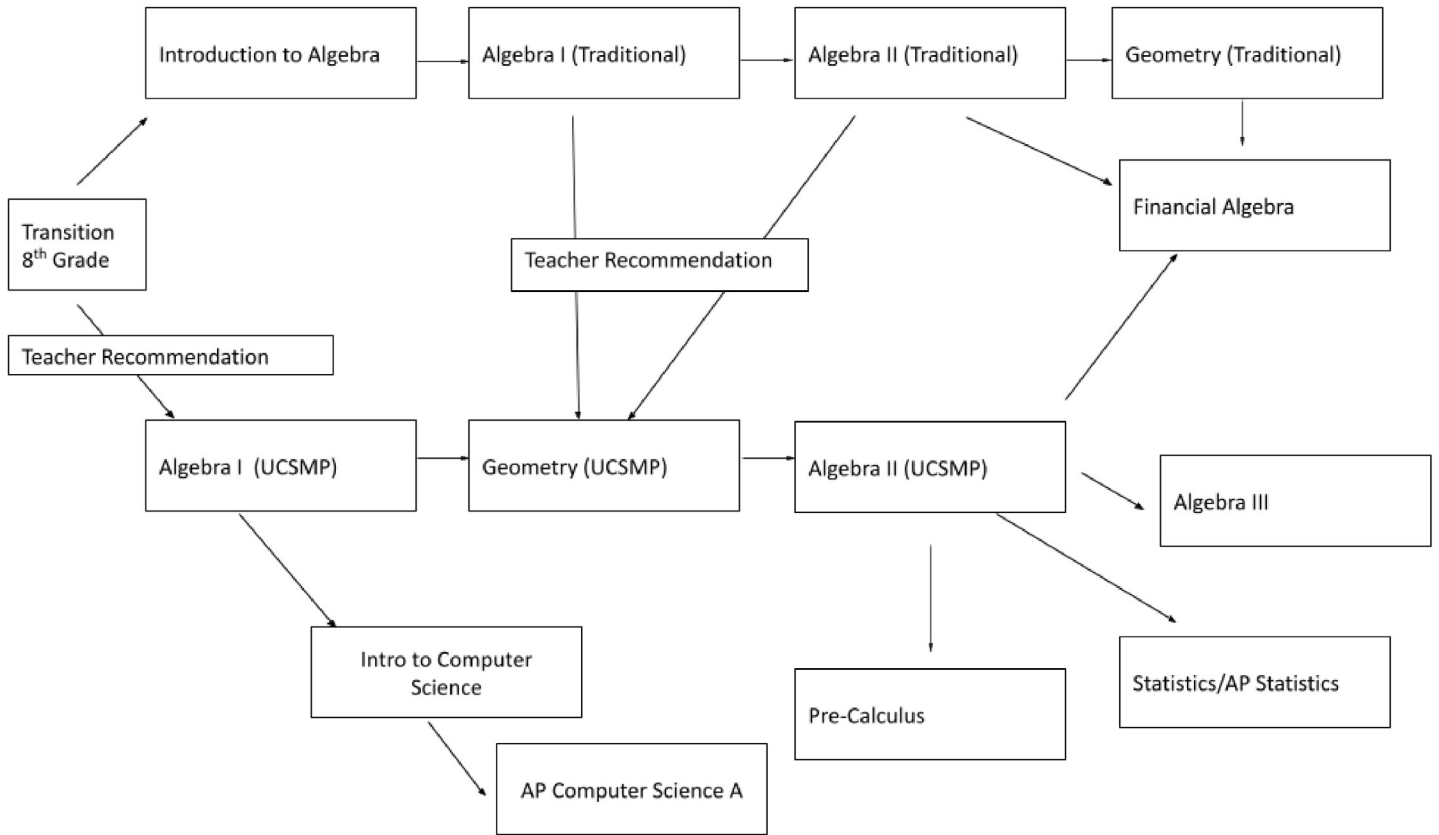 Introduction to Algebra
Algebra I (Traditional)
Algebra II (Traditional)
Geometry (Traditional)
Transition
8th Grade
Financial Algebra
Teacher Recommendation
Teacher Recommendation
Algebra I  (UCSMP)
Geometry (UCSMP)
Algebra II (UCSMP)
Algebra III
Intro to Computer
Science
Statistics/AP Statistics
Pre-Calculus
AP Computer Science A